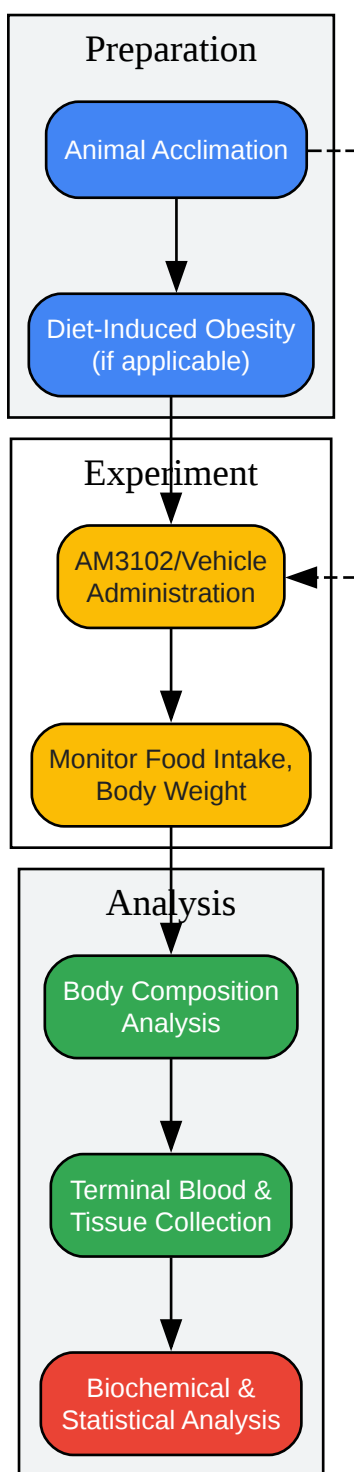 Preparation
Animal Acclimation
Diet-Induced Obesity
(if applicable)
Experiment
AM3102/Vehicle
Administration
Monitor Food Intake,
Body Weight
Analysis
Body Composition
Analysis
Terminal Blood &
Tissue Collection
Biochemical &
Statistical Analysis